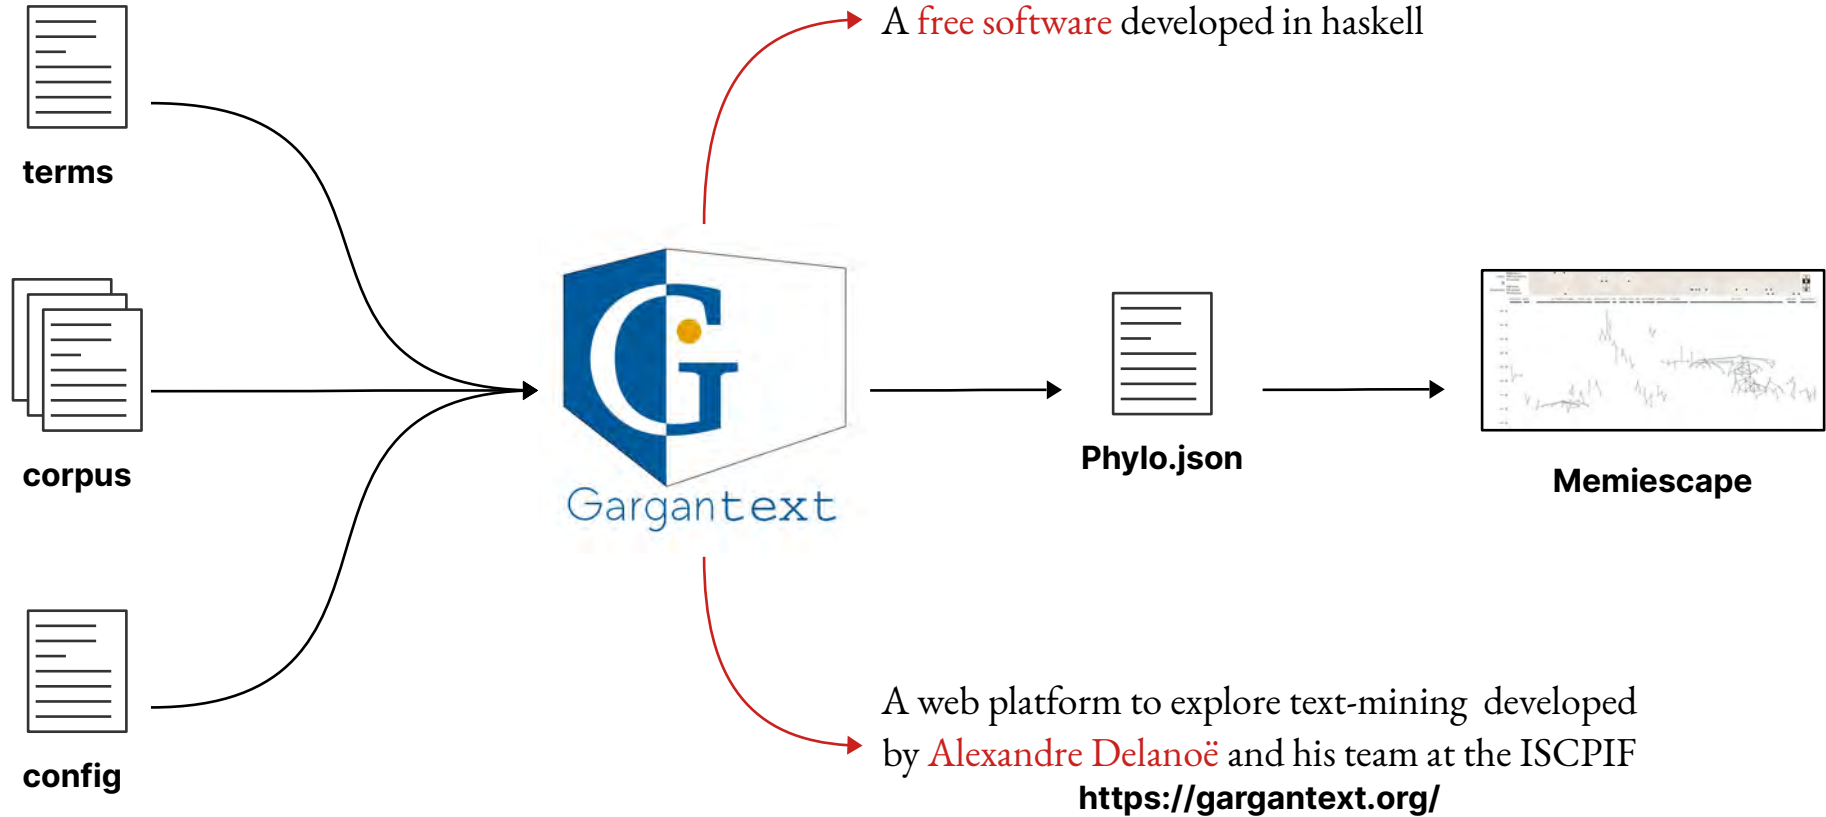 A free software developed in haskell
terms
corpus
config
G
Gargantext
Phylo.json
Memiescape
A web platform to explore text-mining developed
by Alexandre Delanoë and his team at the ISCPIF
https://gargantext.org/